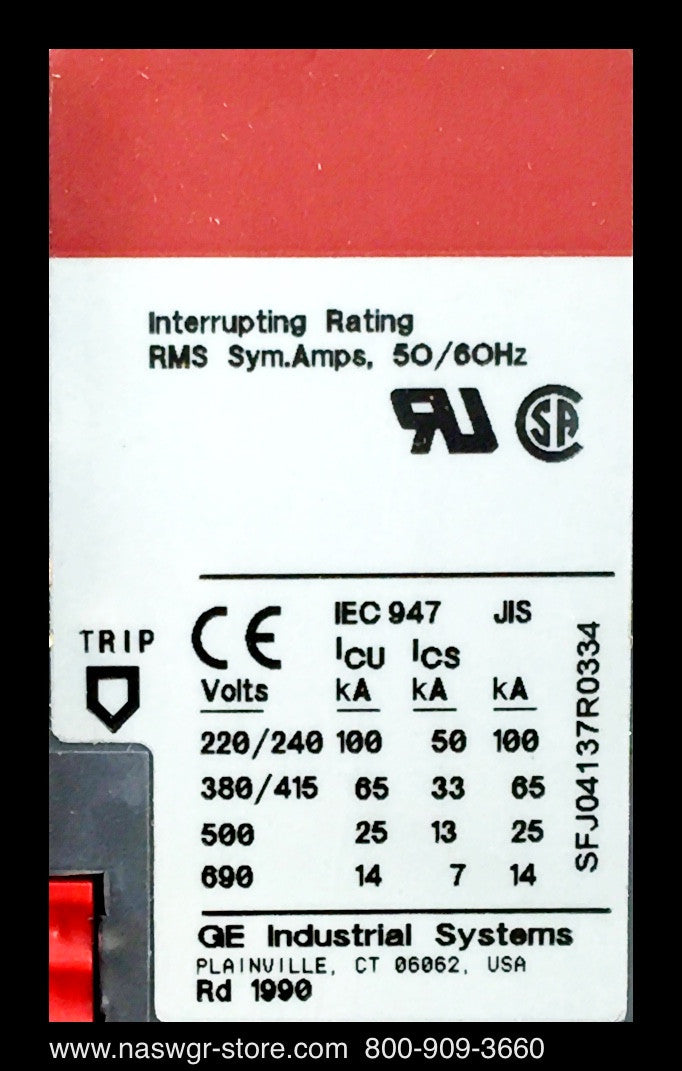 Interrupting Rating
RMS Sym.Amps, 50/60Hz
RU SA
CE IEC 947 JIS
TRIP
ICU ICS
Volts kA kA kA
220/240 100 50 100
380/415 65 33 65
500 25 13 25
690 14 7 14
SFJ04137R0334
GE Industrial Systems
PLAINVILLE, CT 06062, USA
Rd 1990
www.naswgr-store.com 800-909-3660